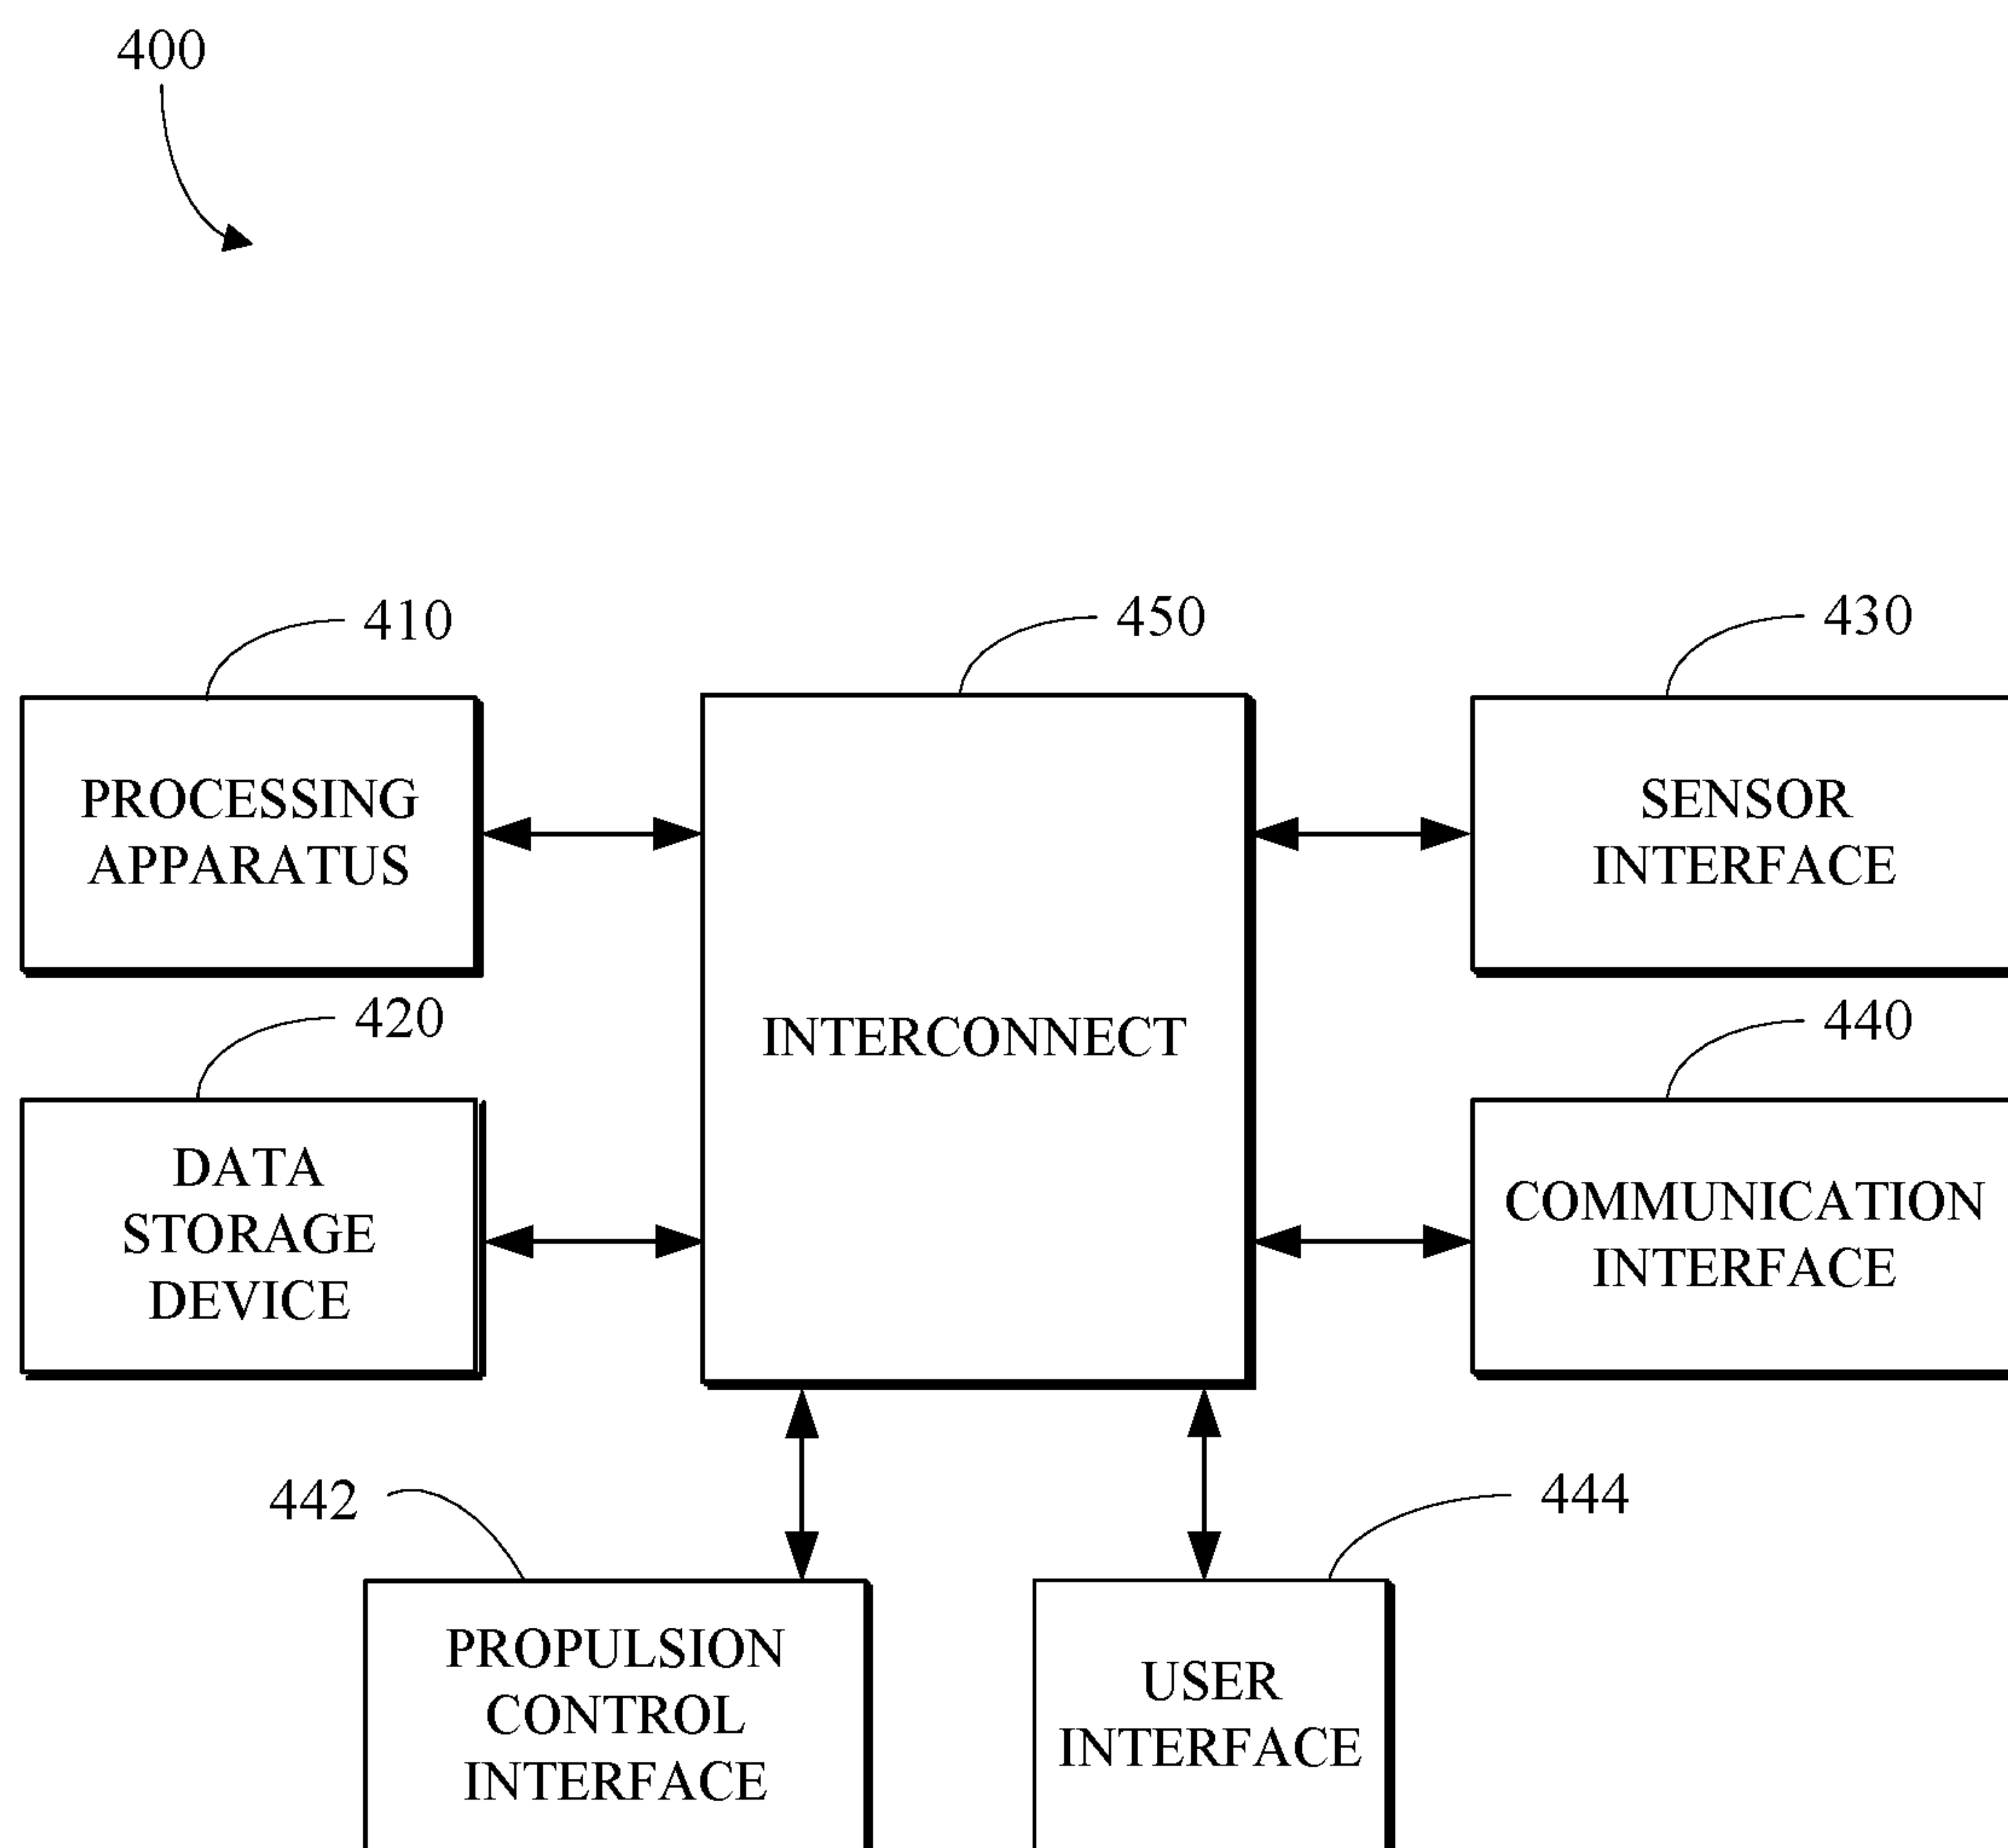 400
410
450
430
PROCESSING
APPARATUS
SENSOR
INTERFACE
INTERCONNECT
420
440
DATA
STORAGE
DEVICE
COMMUNICATION
INTERFACE
442
444
PROPULSION
CONTROL
INTERFACE
USER
INTERFACE